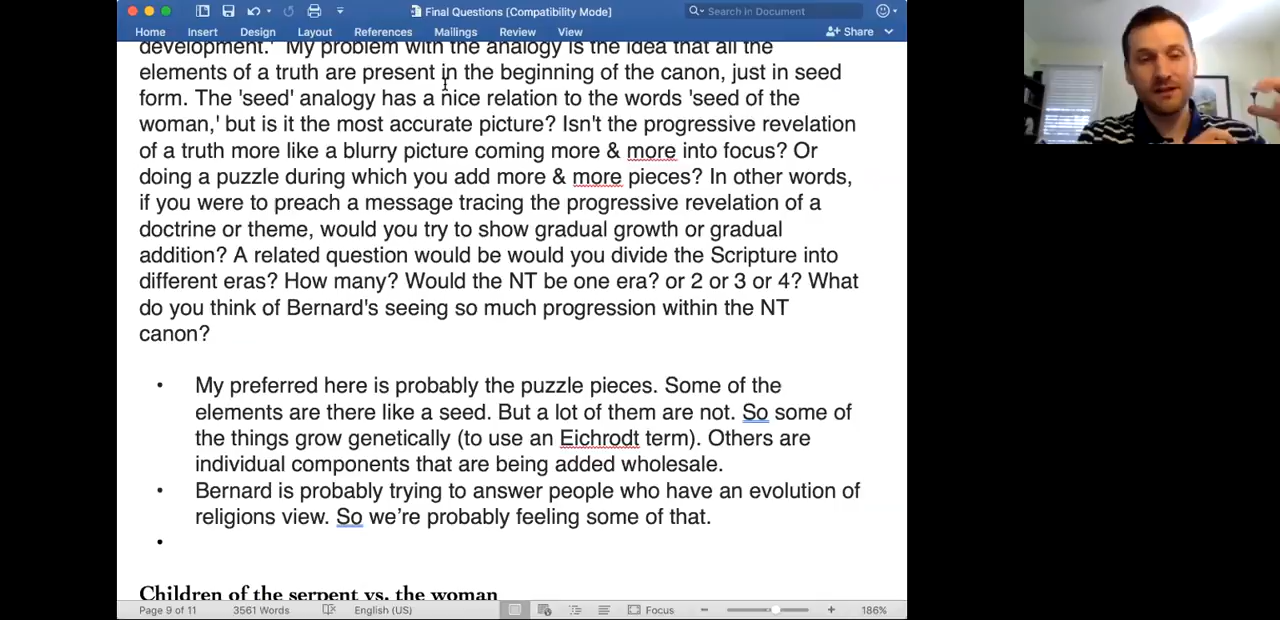 Final Questions [Compatibility Mode]
Search in Document
Home Insert Design Layout References Mailings Review View
Share
development.' My problem with the analogy is the idea that all the
elements of a truth are present in the beginning of the canon, just in seed
form. The 'seed' analogy has a nice relation to the words 'seed of the
woman,' but is it the most accurate picture? Isn't the progressive revelation
of a truth more like a blurry picture coming more & more into focus? Or
doing a puzzle during which you add more & more pieces? In other words,
if you were to preach a message tracing the progressive revelation of a
doctrine or theme, would you try to show gradual growth or gradual
addition? A related question would be would you divide the Scripture into
different eras? How many? Would the NT be one era? or 2 or 3 or 4? What
do you think of Bernard's seeing so much progression within the NT
canon?
• My preferred here is probably the puzzle pieces. Some of the
elements are there like a seed. But a lot of them are not. So some of
the things grow genetically (to use an Eichrodt term). Others are
individual components that are being added wholesale.
• Bernard is probably trying to answer people who have an evolution of
religions view. So we’re probably feeling some of that.
•
Children of the serpent vs. the woman
Page 9 of 11 3561 Words English (US) Focus 186%